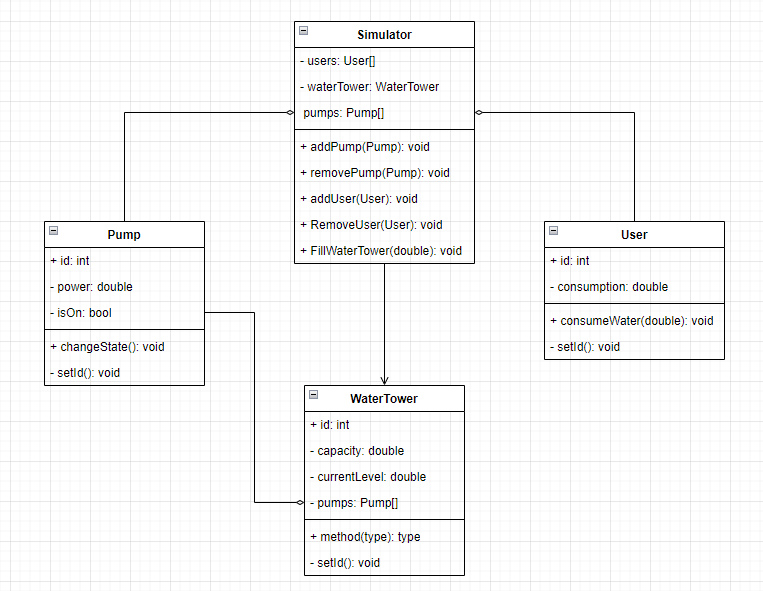 Simulator
- users: User[]
- waterTower: WaterTower
pumps: Pump[]
+ addPump(Pump): void
+ removePump(Pump): void
+ addUser(User): void
+ RemoveUser(User): void
+ FillWaterTower(double): void
Pump
+ id: int
- power: double
- isOn: bool
+ changeState(): void
- setId(): void
User
+ id: int
- consumption: double
+ consumeWater(double): void
- setId(): void
WaterTower
+ id: int
- capacity: double
- currentLevel: double
- pumps: Pump[]
+ method(type): type
- setId(): void